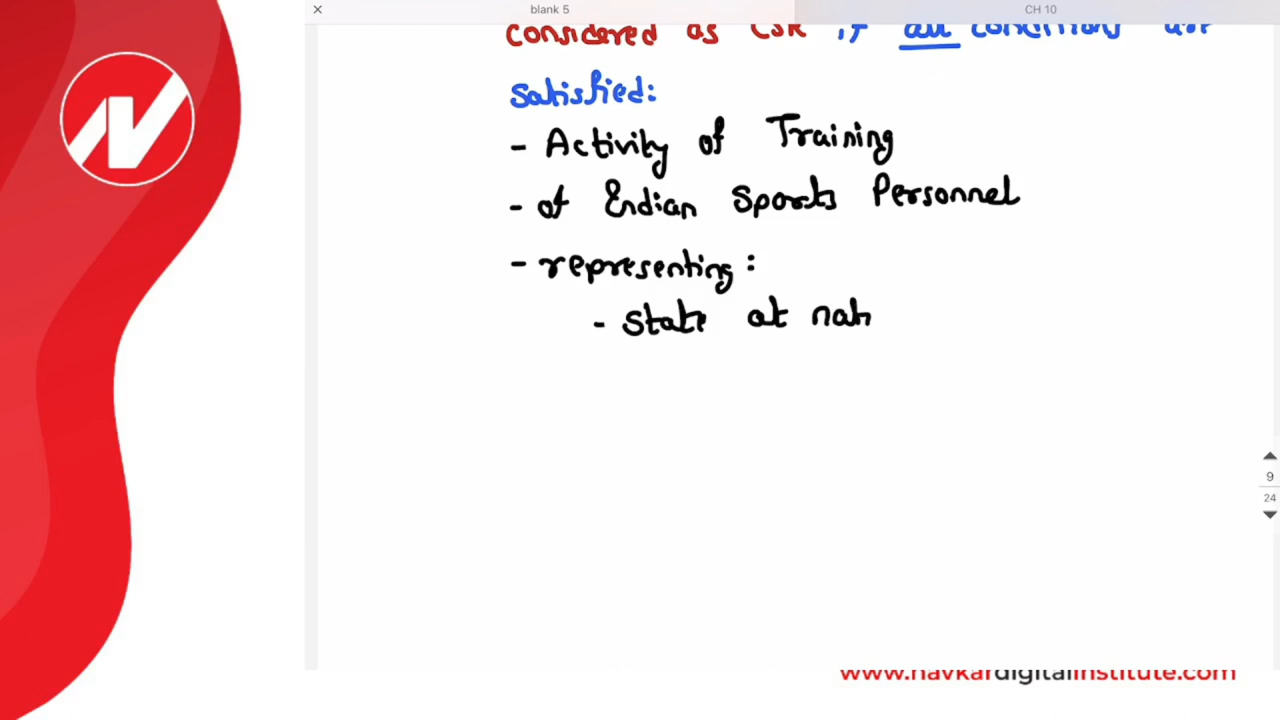 blank 5
CH 10
considered as CSR if all conditions are
Satisfied:
- Activity of Training
- of Indian Sports Personnel
- representing:
- State at nati
9
24
www.navkardigitalinstitute.com